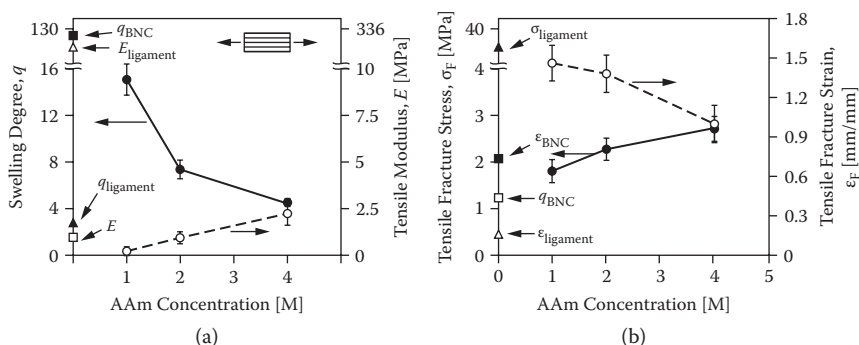 130
16
12
8
4
0
Swelling Degree, q
q_BNC
E_ligament
q_ligament
E
336
10
7.5
5
2.5
0
Tensile Modulus, E [MPa]
1 2 3 4 5
AAm Concentration [M]
(a)
40
4
3
2
1
0
Tensile Fracture Stress, σ_F [MPa]
σ_ligament
ε_BNC
q_BNC
ε_ligament
1.8
1.5
1.2
0.9
0.6
0.3
0
Tensile Fracture Strain,
ε_F [mm/mm]
0 1 2 3 4 5
AAm Concentration [M]
(b)